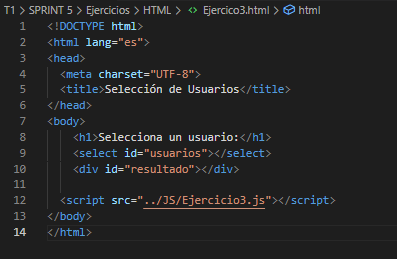 T1 > SPRINT 5 > Ejercicios > HTML > <> Ejercico3.html > html
1 <!DOCTYPE html>
2 <html lang="es">
3 <head>
4 <meta charset="UTF-8">
5 <title>Selección de Usuarios</title>
6 </head>
7 <body>
8 <h1>Selecciona un usuario:</h1>
9 <select id="usuarios"></select>
10 <div id="resultado"></div>
11
12 <script src="../JS/Ejercicio3.js"></script>
13 </body>
14 </html>